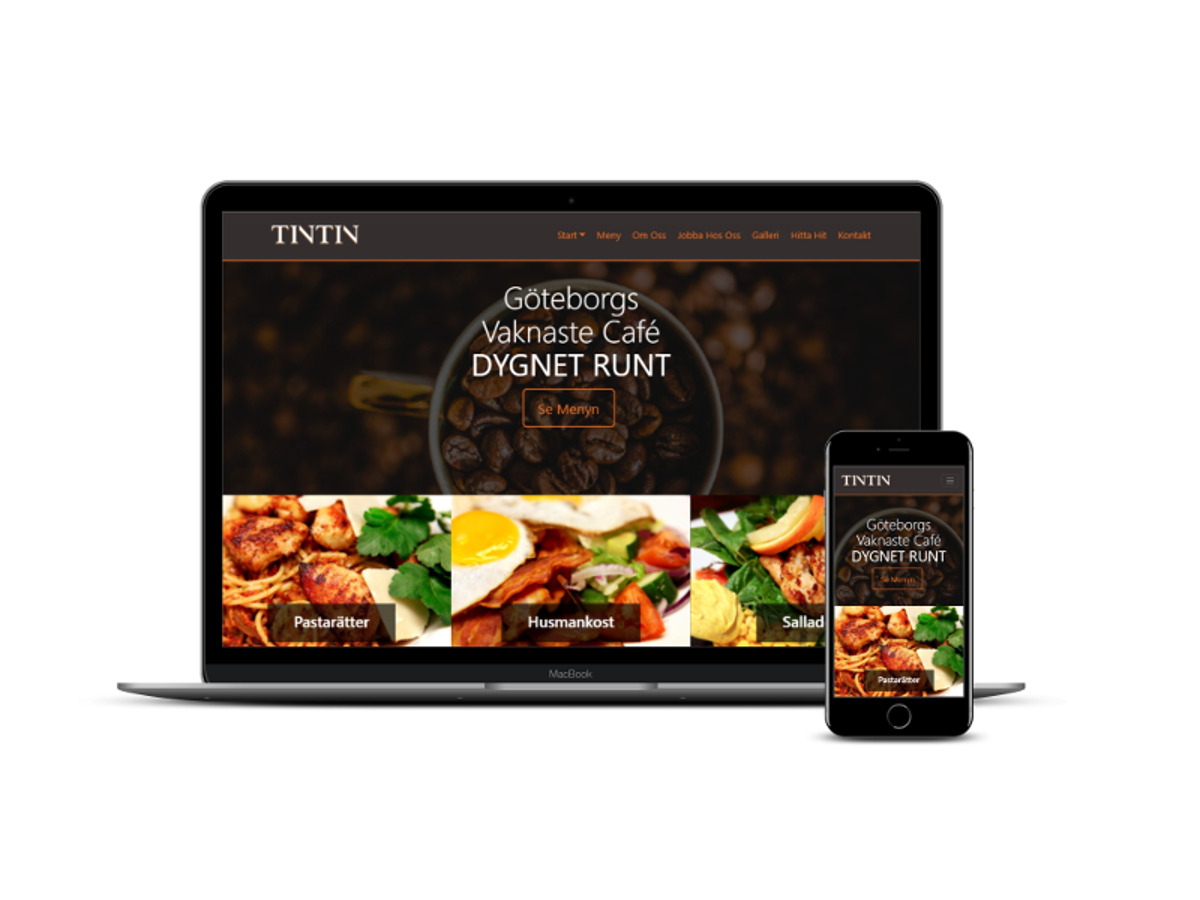 TINTIN
Start Meny Om Oss Jobba Hos Oss Galleri Hitta Hit Kontakt
Göteborgs
Vaknaste Café
DYGNET RUNT
Se Menyn
Pastarätter
Husmankost
Sallad
MacBook
TINTIN
Göteborgs
Vaknaste Café
DYGNET RUNT
Se Menyn
Pastarätter